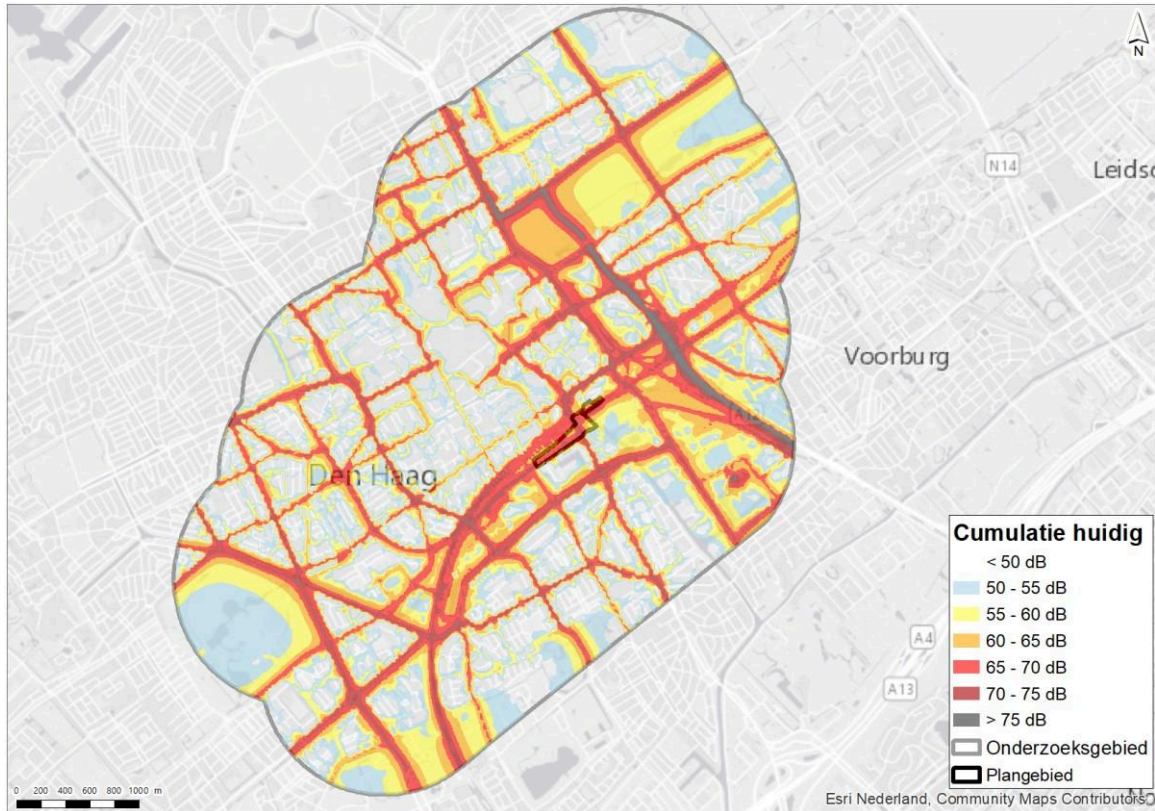 N
N14
Leidsc
Voorburg
A12
Den Haag
Cumulatie huidig
< 50 dB
50 - 55 dB
55 - 60 dB
60 - 65 dB
65 - 70 dB
70 - 75 dB
> 75 dB
Onderzoeksgebied
Plangebied
A4
A13
0 200 400 600 800 1000 m
Esri Nederland, Community Maps Contributors